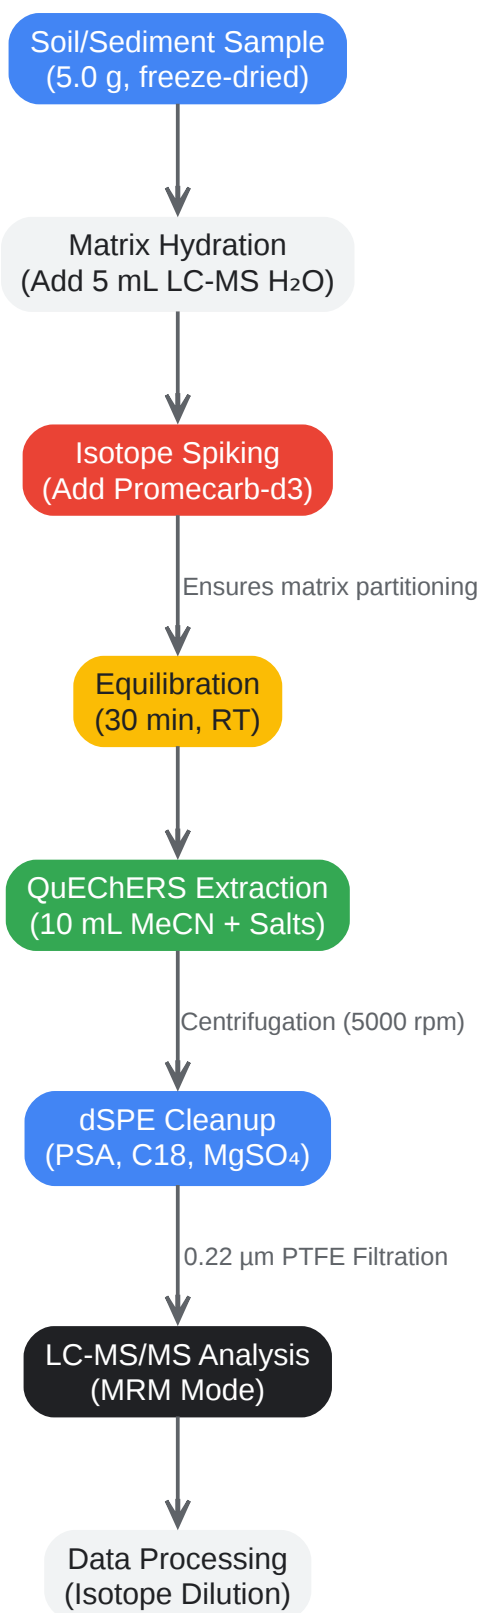 Soil/Sediment Sample
(5.0 g, freeze-dried)
Matrix Hydration
(Add 5 mL LC-MS H₂O)
Isotope Spiking
(Add Promecarb-d3)
Ensures matrix partitioning
Equilibration
(30 min, RT)
QuEChERS Extraction
(10 mL MeCN + Salts)
Centrifugation (5000 rpm)
dSPE Cleanup
(PSA, C18, MgSO₄)
0.22 µm PTFE Filtration
LC-MS/MS Analysis
(MRM Mode)
Data Processing
(Isotope Dilution)